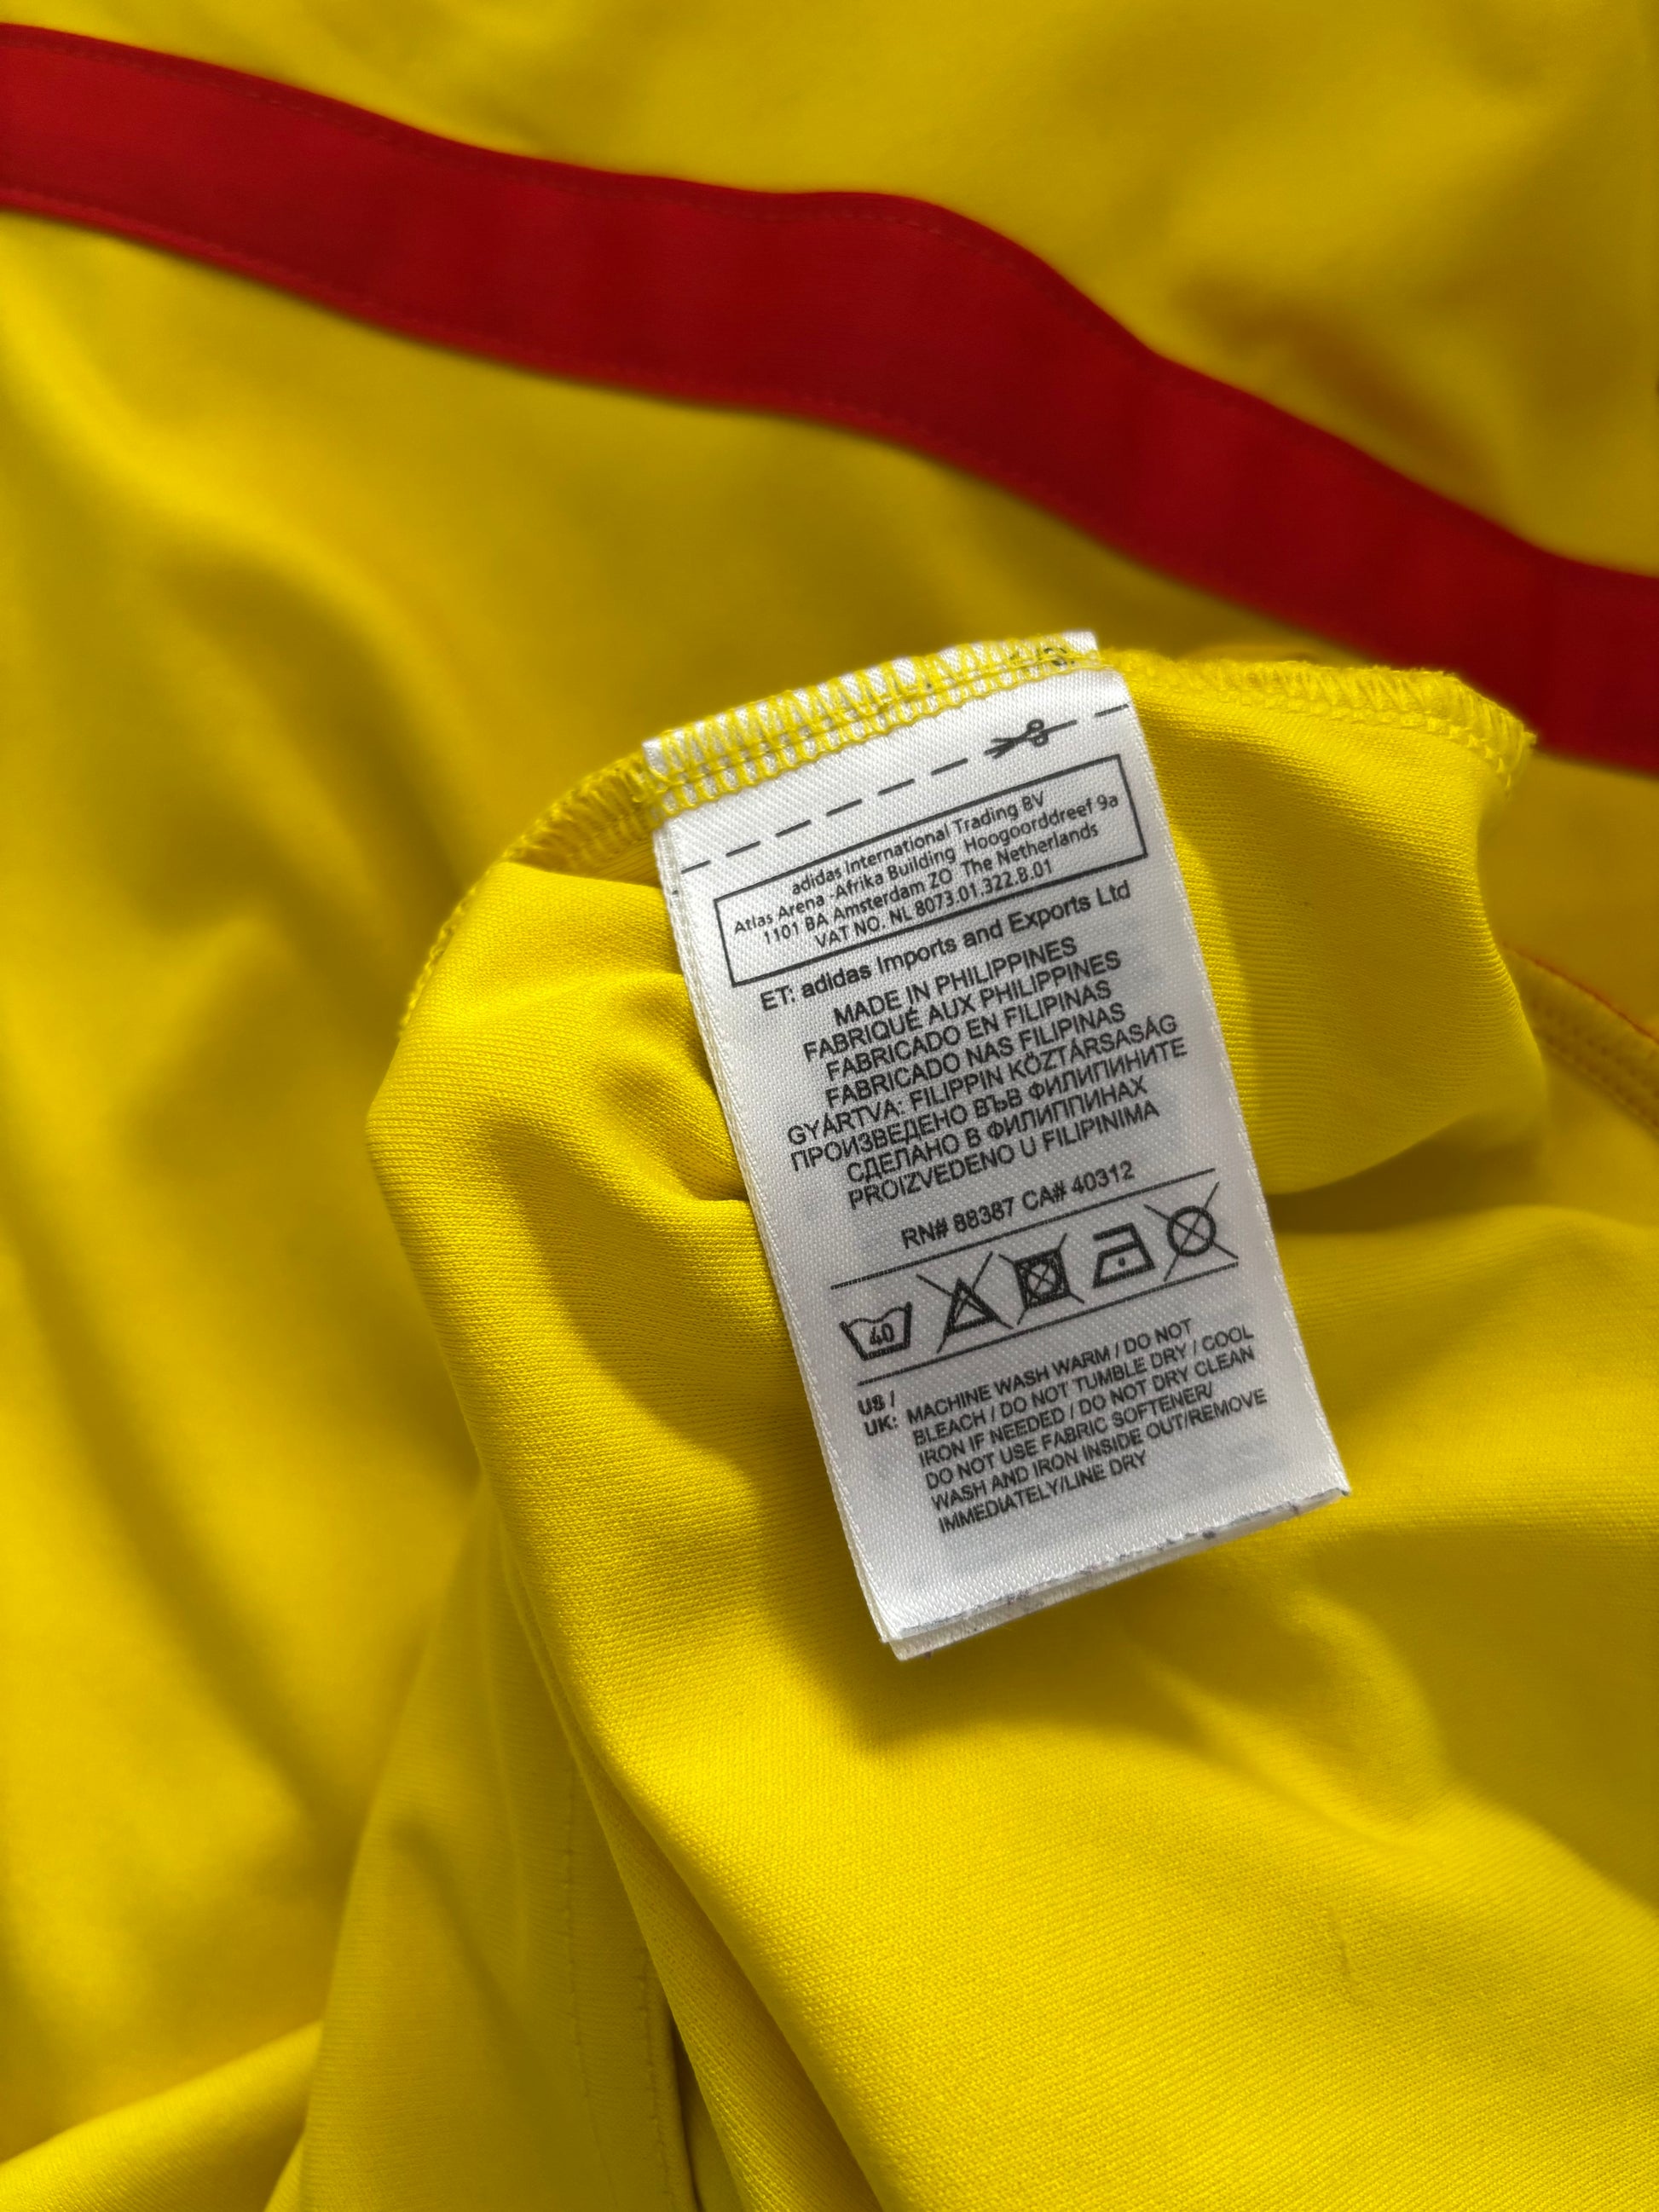 adidas International Trading BV
Atlas Arena -Afrika Building Hoogoorddreef 9a
1101 BA Amsterdam ZO The Netherlands
VAT NO. NL 8073.01.322.B.01
ET: adidas Imports and Exports Ltd
MADE IN PHILIPPINES
FABRIQUÉ AUX PHILIPPINES
FABRICADO EN FILIPINAS
FABRICADO NAS FILIPINAS
GYÁRTVA: FILIPPIN KÖZTÁRSASÁG
ПРОИЗВЕДЕНО ВЪВ ФИЛИПИНИТЕ
СДЕЛАНО В ФИЛИППИНАХ
PROIZVEDENO U FILIPINIMA
RN# 88387 CA# 40312
40
US / MACHINE WASH WARM / DO NOT
UK: BLEACH / DO NOT TUMBLE DRY / COOL
IRON IF NEEDED / DO NOT DRY CLEAN
DO NOT USE FABRIC SOFTENER/
WASH AND IRON INSIDE OUT/REMOVE
IMMEDIATELY/LINE DRY